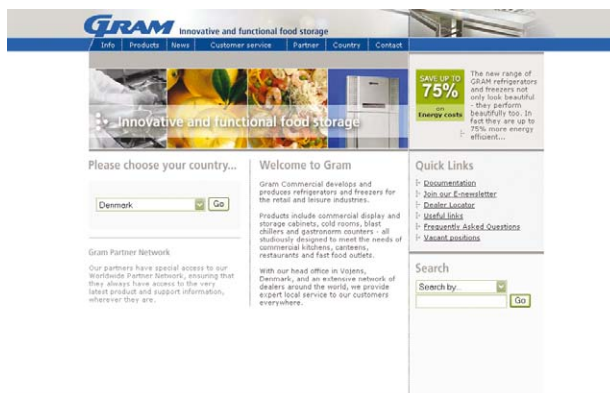 GRAM Innovative and functional food storage
Info Products News Customer service Partner Country Contact
Innovative and functional food storage
SAVE UP TO
75%
on
Energy costs
The new range of
GRAM refrigerators
and freezers not
only look beautiful
- they perform
beautifully too. In
fact they are up to
75% more energy
efficient...
Please choose your country...
Denmark Go
Gram Partner Network
Our partners have special access to our
Worldwide Partner Network, ensuring that
they always have access to the very
latest product and support information,
wherever they are.
Welcome to Gram
Gram Commercial develops and
produces refrigerators and freezers for
the retail and leisure industries.
Products include commercial display and
storage cabinets, cold rooms, blast
chillers and gastronorm counters - all
studiously designed to meet the needs of
commercial kitchens, canteens,
restaurants and fast food outlets.
With our head office in Vojens,
Denmark, and an extensive network of
dealers around the world, we provide
expert local service to our customers
everywhere.
Quick Links
Documentation
Join our E-newsletter
Dealer Locator
Useful links
Frequently Asked Questions
Vacant positions
Search
Search by...
Go